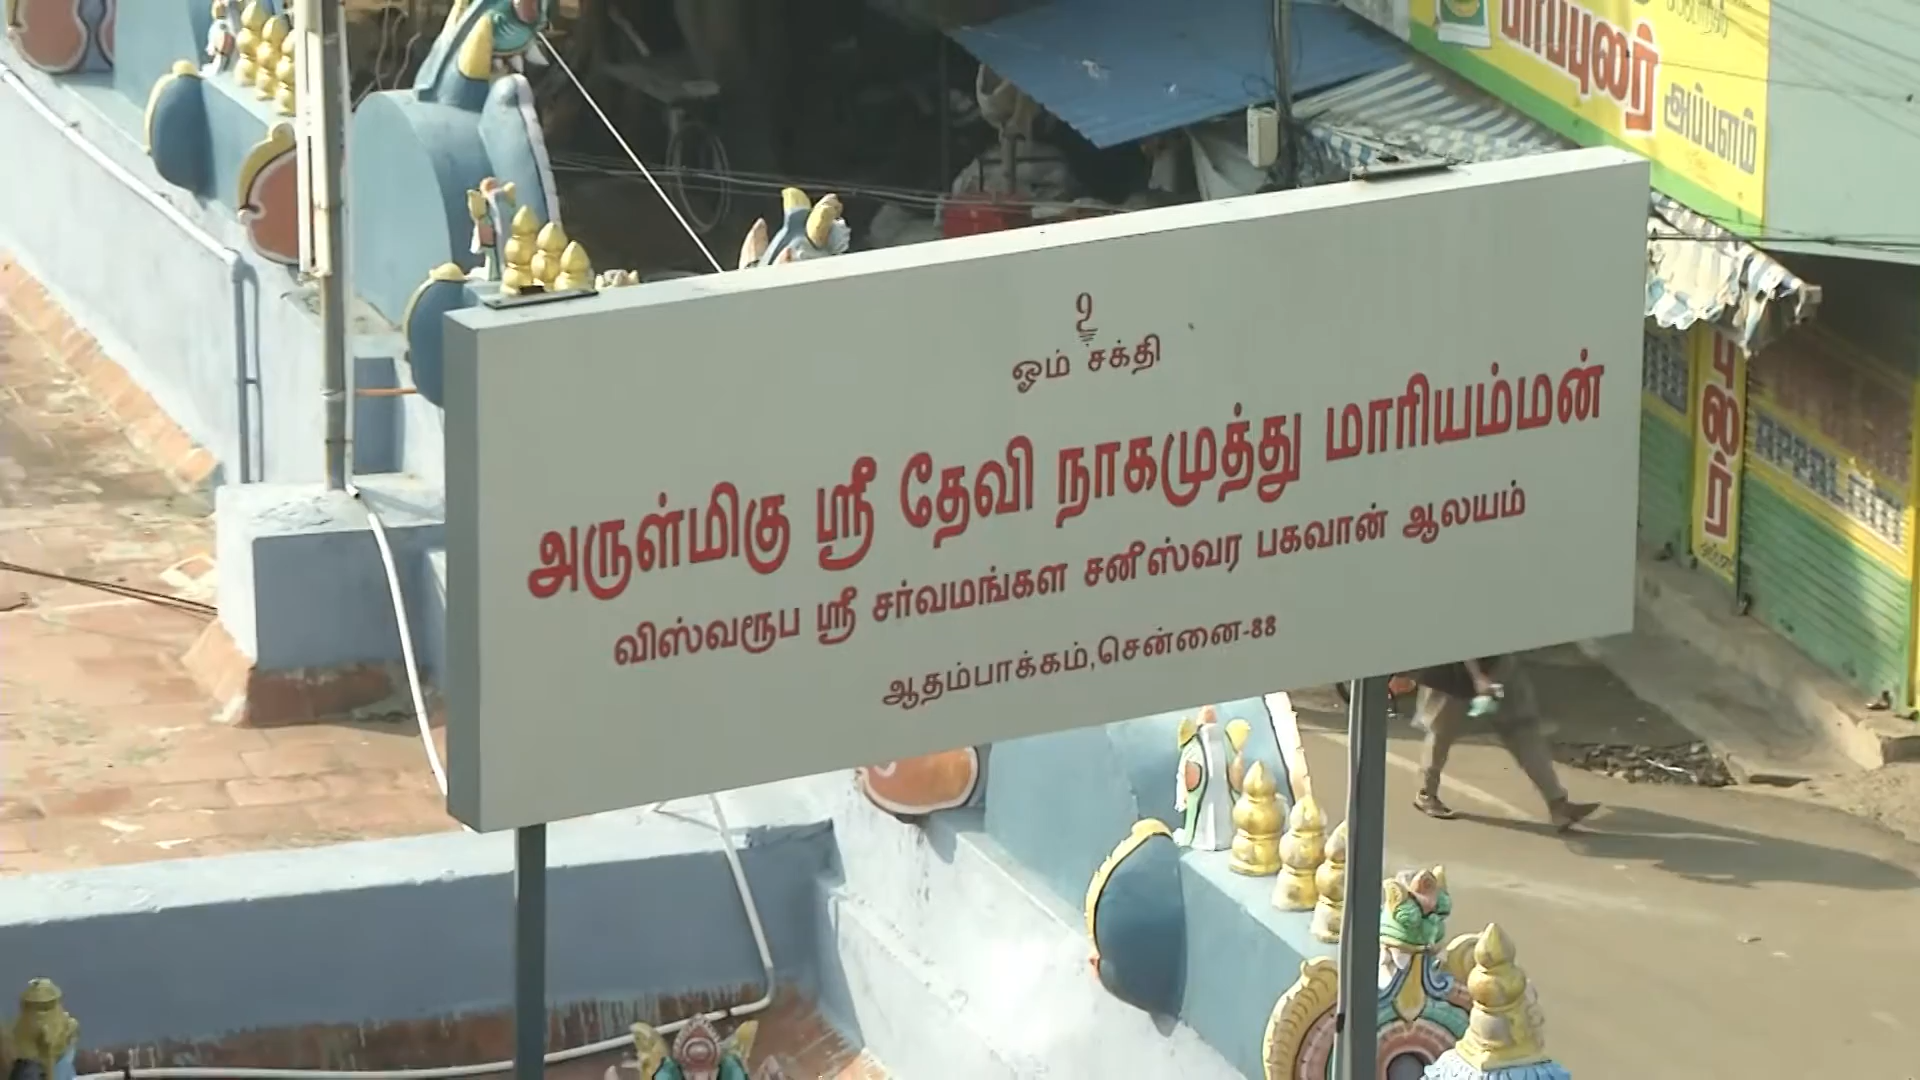 உ
ஓம் சக்தி
அருள்மிகு ஸ்ரீ தேவி நாகமுத்து மாரியம்மன்
விஸ்வரூப ஸ்ரீ சர்வமங்கள சனீஸ்வர பகவான் ஆலயம்
ஆதம்பாக்கம்,சென்னை-88
பாப்புலர்
அப்பளம்
புலர்